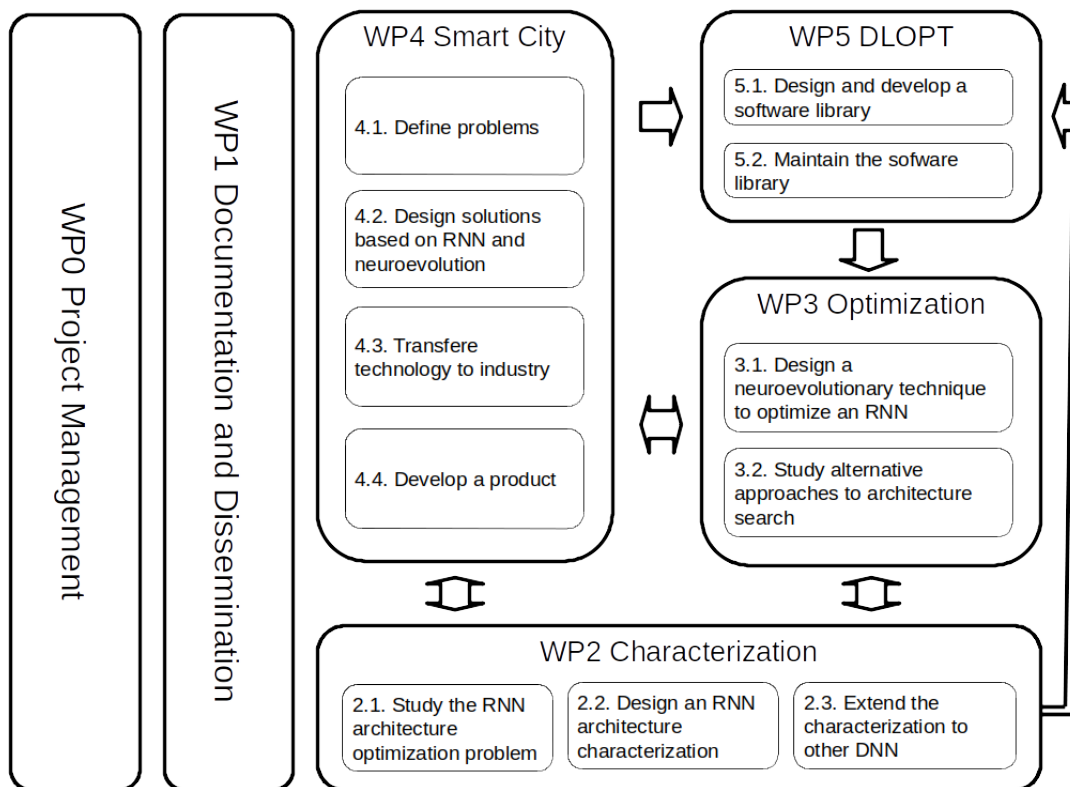 WP0 Project Management
WP1 Documentation and Dissemination
WP4 Smart City
4.1. Define problems
4.2. Design solutions
based on RNN and
neuroevolution
4.3. Transfere
technology to industry
4.4. Develop a product
WP5 DLOPT
5.1. Design and develop a
software library
5.2. Maintain the sofware
library
WP3 Optimization
3.1. Design a
neuroevolutionary technique
to optimize an RNN
3.2. Study alternative
approaches to architecture
search
WP2 Characterization
2.1. Study the RNN
architecture
optimization problem
2.2. Design an RNN
architecture
characterization
2.3. Extend the
characterization to
other DNN